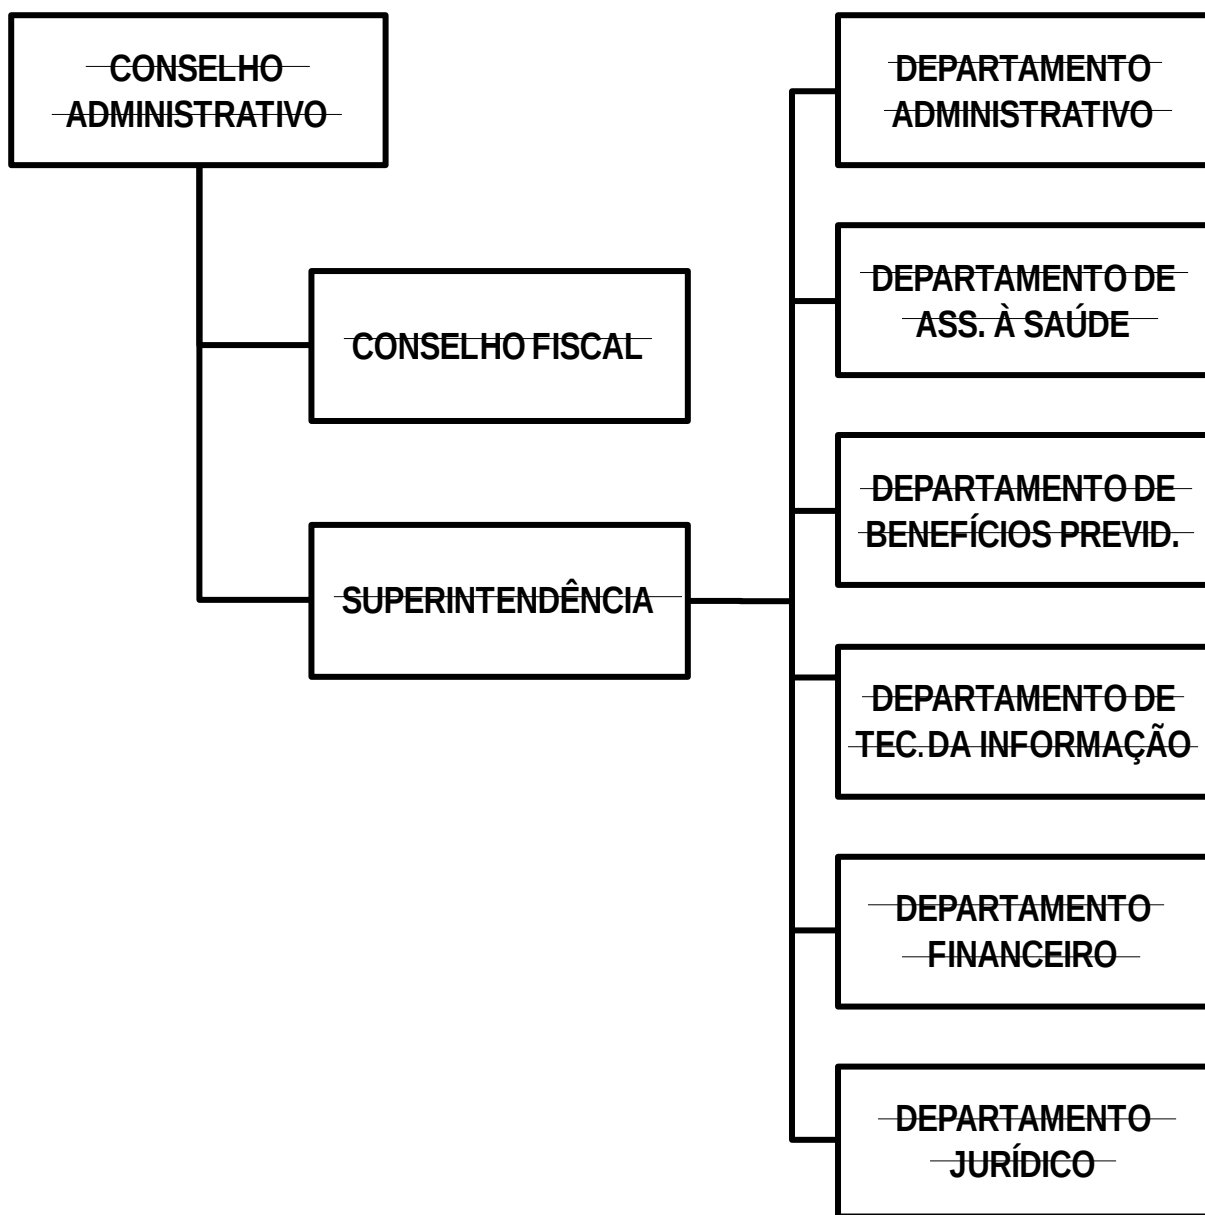 CONSELHO
ADMINISTRATIVO
CONSELHO FISCAL
SUPERINTENDÊNCIA
DEPARTAMENTO
ADMINISTRATIVO
DEPARTAMENTO DE
ASS. À SAÚDE
DEPARTAMENTO DE
BENEFÍCIOS PREVID.
DEPARTAMENTO DE
TEC. DA INFORMAÇÃO
DEPARTAMENTO
FINANCEIRO
DEPARTAMENTO
JURÍDICO